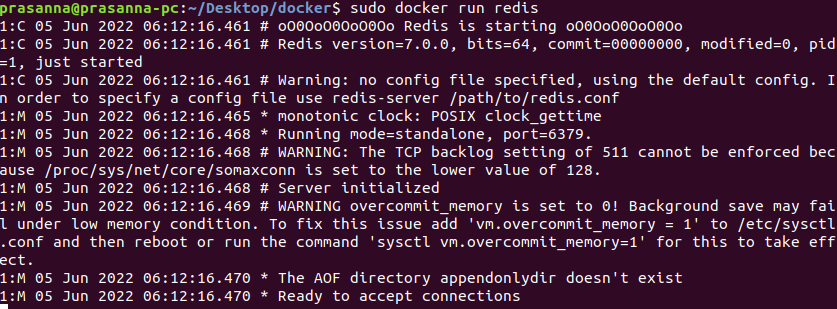 prasanna@prasanna-pc:~/Desktop/docker$ sudo docker run redis
1:C 05 Jun 2022 06:12:16.461 # oO0OoO0OoO0Oo Redis is starting oO0OoO0OoO0Oo
1:C 05 Jun 2022 06:12:16.461 # Redis version=7.0.0, bits=64, commit=00000000, modified=0, pid
=1, just started
1:C 05 Jun 2022 06:12:16.461 # Warning: no config file specified, using the default config. I
n order to specify a config file use redis-server /path/to/redis.conf
1:M 05 Jun 2022 06:12:16.465 * monotonic clock: POSIX clock_gettime
1:M 05 Jun 2022 06:12:16.468 * Running mode=standalone, port=6379.
1:M 05 Jun 2022 06:12:16.468 # WARNING: The TCP backlog setting of 511 cannot be enforced bec
ause /proc/sys/net/core/somaxconn is set to the lower value of 128.
1:M 05 Jun 2022 06:12:16.468 # Server initialized
1:M 05 Jun 2022 06:12:16.469 # WARNING overcommit_memory is set to 0! Background save may fai
l under low memory condition. To fix this issue add 'vm.overcommit_memory = 1' to /etc/sysctl
.conf and then reboot or run the command 'sysctl vm.overcommit_memory=1' for this to take eff
ect.
1:M 05 Jun 2022 06:12:16.470 * The AOF directory appendonlydir doesn't exist
1:M 05 Jun 2022 06:12:16.470 * Ready to accept connections